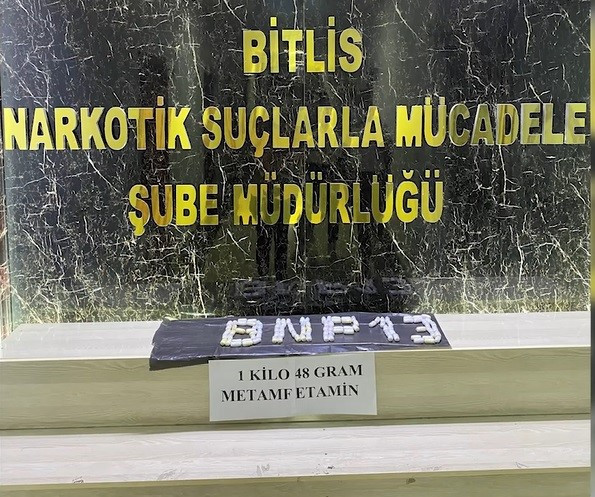 BİTLİS
NARKOTİK SUÇLARLA MÜCADELE
ŞUBE MÜDÜRLÜĞÜ
BNP13
1 KİLO 48 GRAM
METAMFETAMİN